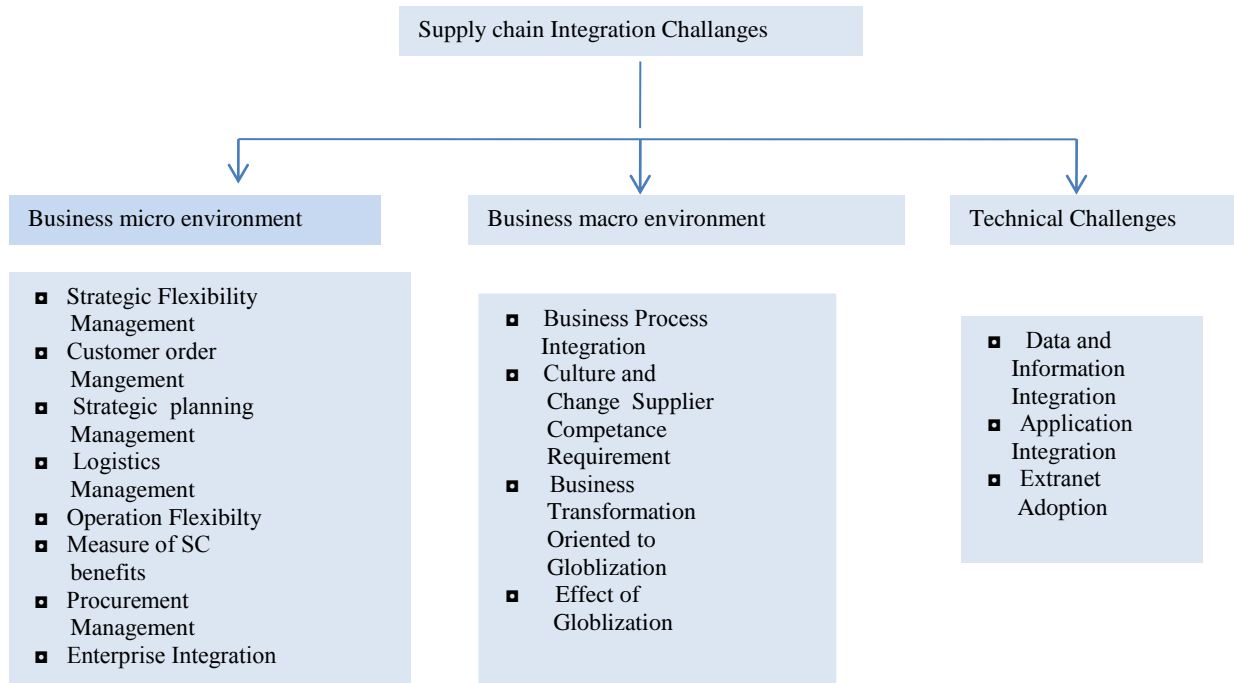 Supply chain Integration Challanges
Business micro environment
Business macro environment
Technical Challenges
Strategic Flexibility
Management
Customer order
Mangement
Strategic planning
Management
Logistics
Management
Operation Flexibilty
Measure of SC
benefits
Procurement
Management
Enterprise Integration
Business Process
Integration
Culture and
Change Supplier
Competance
Requirement
Business
Transformation
Oriented to
Globlization
Effect of
Globlization
Data and
Information
Integration
Application
Integration
Extranet
Adoption